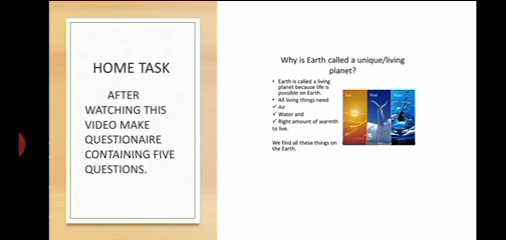 HOME TASK
AFTER
WATCHING THIS
VIDEO MAKE
QUESTIONAIRE
CONTAINING FIVE
QUESTIONS.
Why is Earth called a unique/living
planet?
• Earth is called a living
planet because life is
possible on Earth.
• All living things need
✓ Air
✓ Water and
✓ Right amount of warmth
to live.
We find all these things on
the Earth.
Wind